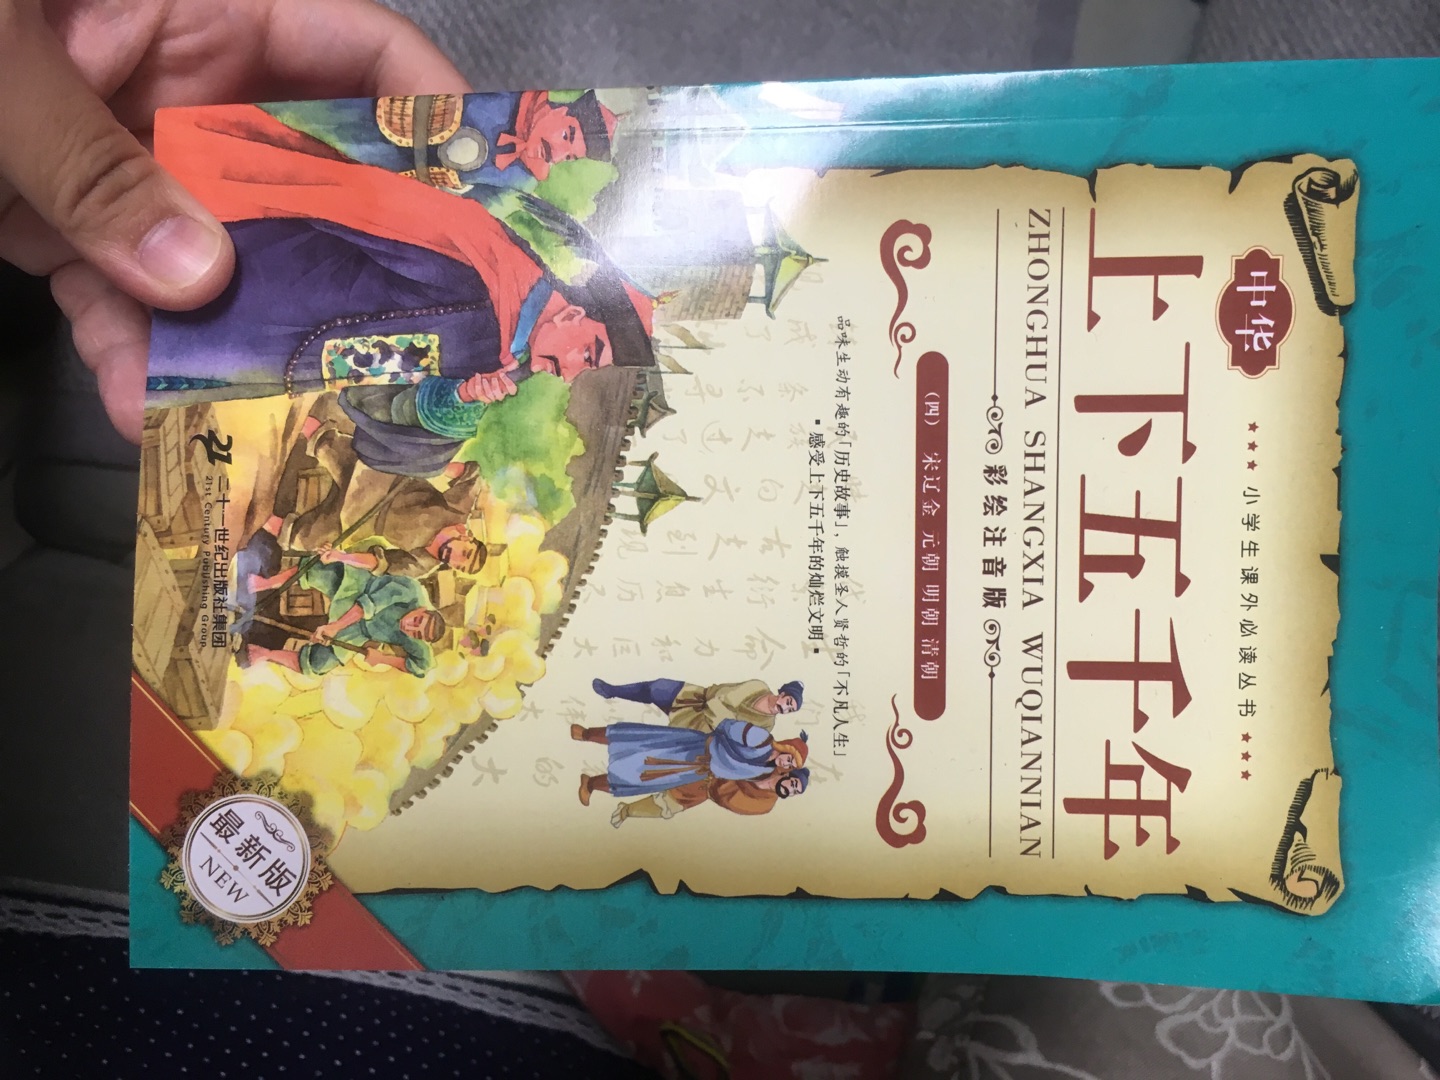 ★★★ 小学生课外必读丛书 ★★★
中华
上下五千年
ZHONGHUA SHANGXIA WUQIANNIAN
彩绘注音版
(四) 宋辽金 元朝 明朝 清朝
品味生动有趣的「历史故事」,触摸圣人贤哲的「不凡人生」
▪感受上下五千年的灿烂文明▪
21
二十一世纪出版社集团
21st Century Publishing Group
最新版
NEW